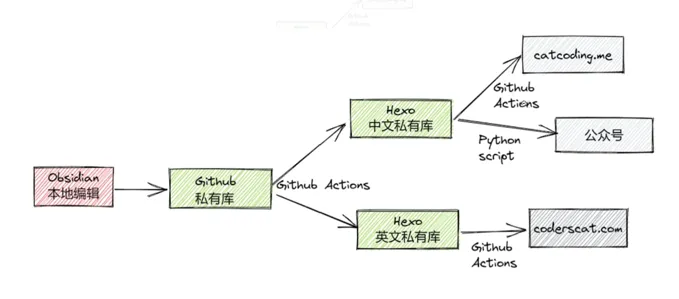 catcoding.me
Github
Actions
Hexo
中文私有库
公众号
Python
script
Obsidian
本地编辑
Github
私有库
Github Actions
Hexo
英文私有库
coderscat.com
Github
Actions